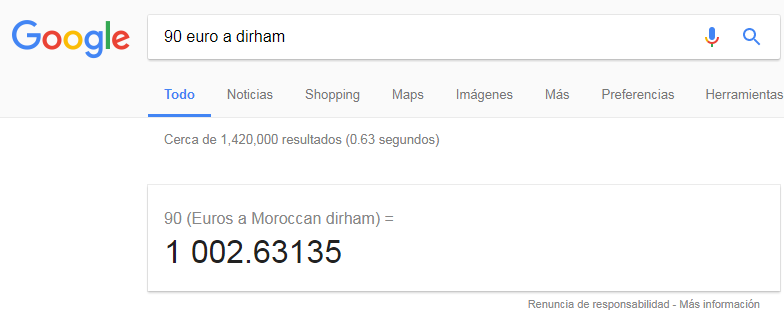 Google
90 euro a dirham
Todo Noticias Shopping Maps Imágenes Más Preferencias Herramientas
Cerca de 1,420,000 resultados (0.63 segundos)
90 (Euros a Moroccan dirham) =
1 002.63135
Renuncia de responsabilidad - Más información